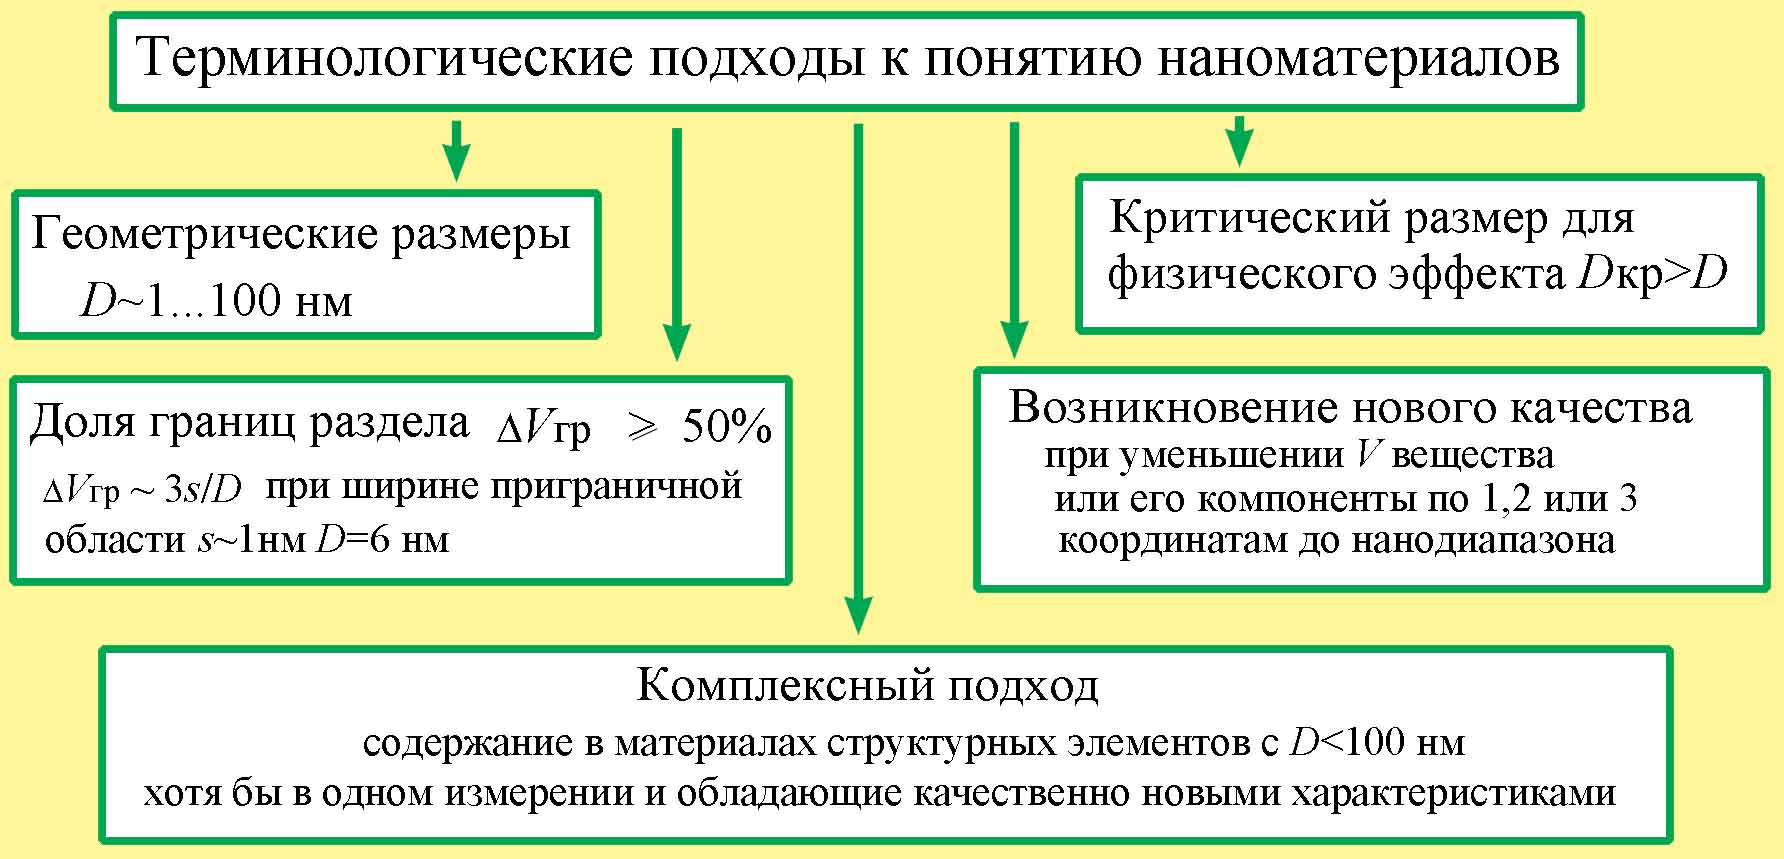 Терминологические подходы к понятию наноматериалов
Геометрические размеры
D~1...100 нм
Критический размер для
физического эффекта Dкр>D
Доля границ раздела ΔVгр ⩾ 50%
ΔVгр ~ 3s/D при ширине приграничной
области s~1нм D=6 нм
Возникновение нового качества
при уменьшении V вещества
или его компоненты по 1,2 или 3
координатам до нанодиапазона
Комплексный подход
содержание в материалах структурных элементов с D<100 нм
хотя бы в одном измерении и обладающие качественно новыми характеристиками